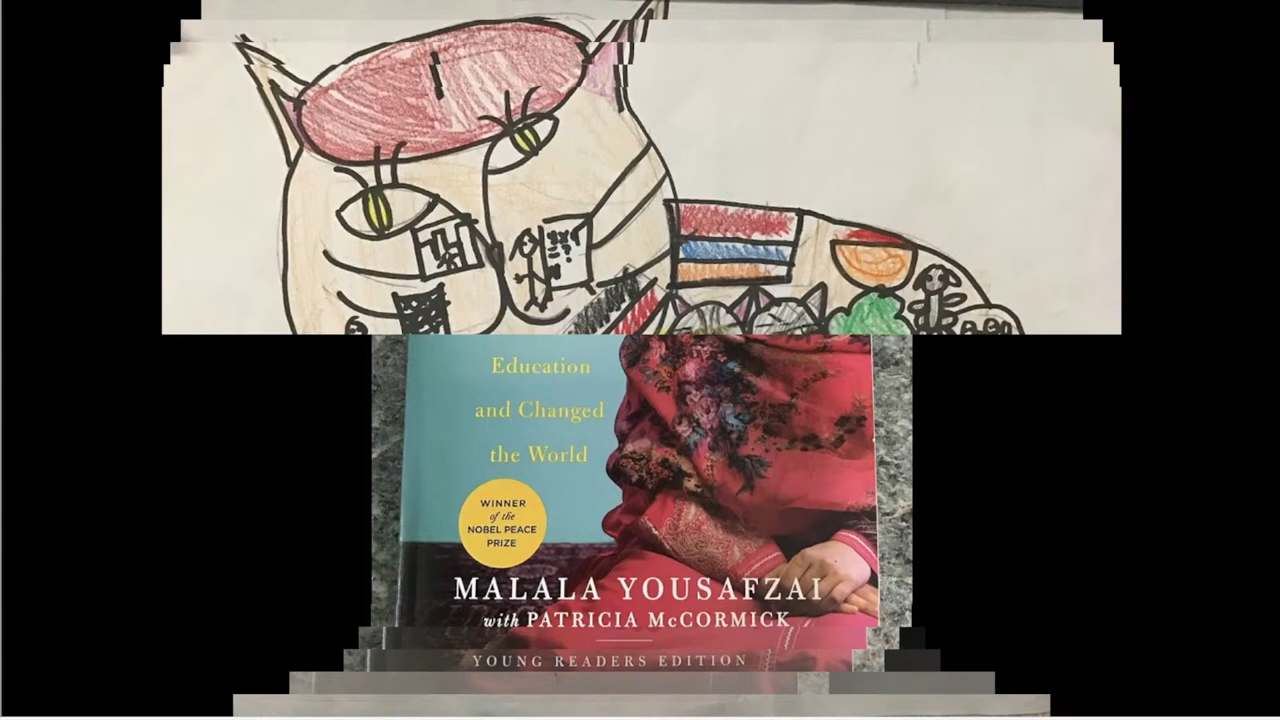 Education
and Changed
the World
WINNER
of the
NOBEL PEACE
PRIZE
MALALA YOUSAFZAI
with PATRICIA McCORMICK
YOUNG READERS EDITION